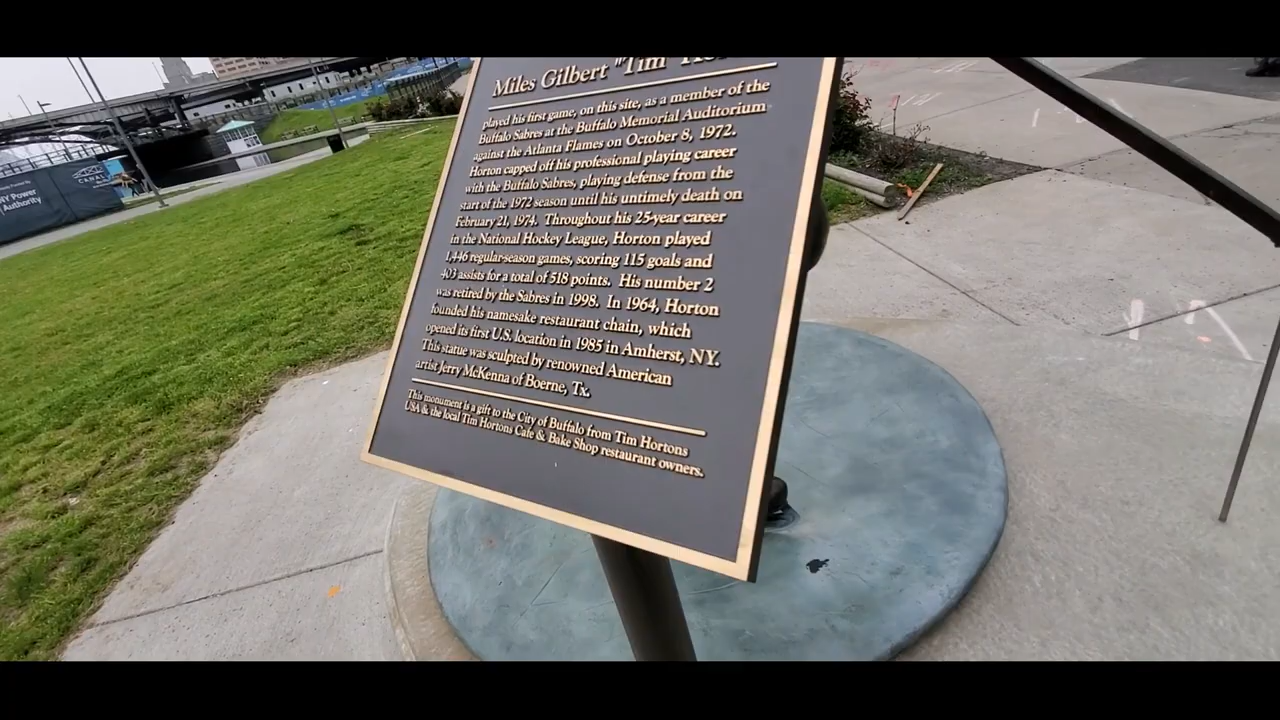 Miles Gilbert "Tim"
played his first game, on this site, as a member of the
Buffalo Sabres at the Buffalo Memorial Auditorium
against the Atlanta Flames on October 8, 1972.
Horton capped off his professional playing career
with the Buffalo Sabres, playing defense from the
start of the 1972 season until his untimely death on
February 21, 1974. Throughout his 25-year career
in the National Hockey League, Horton played
1,446 regular-season games, scoring 115 goals and
403 assists for a total of 518 points. His number 2
was retired by the Sabres in 1998. In 1964, Horton
founded his namesake restaurant chain, which
opened its first U.S. location in 1985 in Amherst, NY.
This statue was sculpted by renowned American
artist Jerry McKenna of Boerne, Tx.
This monument is a gift to the City of Buffalo from Tim Hortons
USA & the local Tim Hortons Cafe & Bake Shop restaurant owners.
CANAL
NY Power
Authority